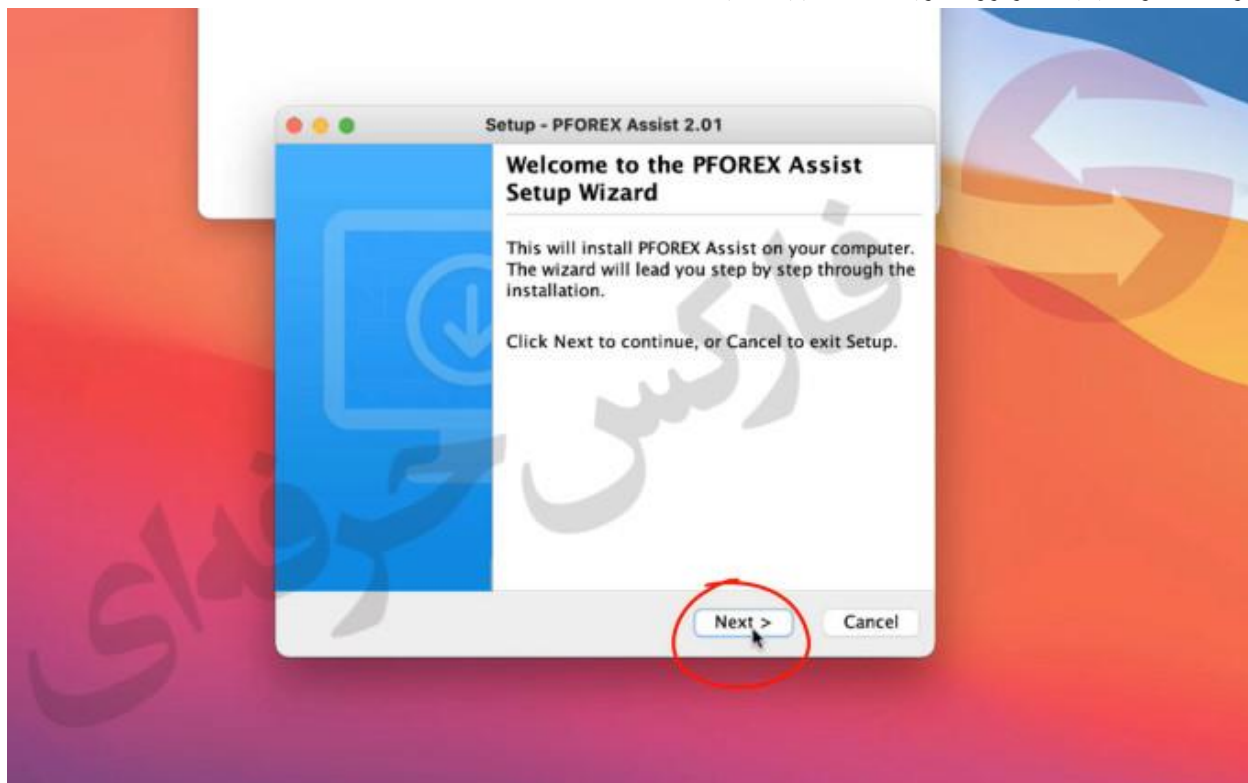 Setup - PFOREX Assist 2.01
Welcome to the PFOREX Assist
Setup Wizard
This will install PFOREX Assist on your computer.
The wizard will lead you step by step through the
installation.
Click Next to continue, or Cancel to exit Setup.
فارکس حرفه‌ای
Next >
Cancel